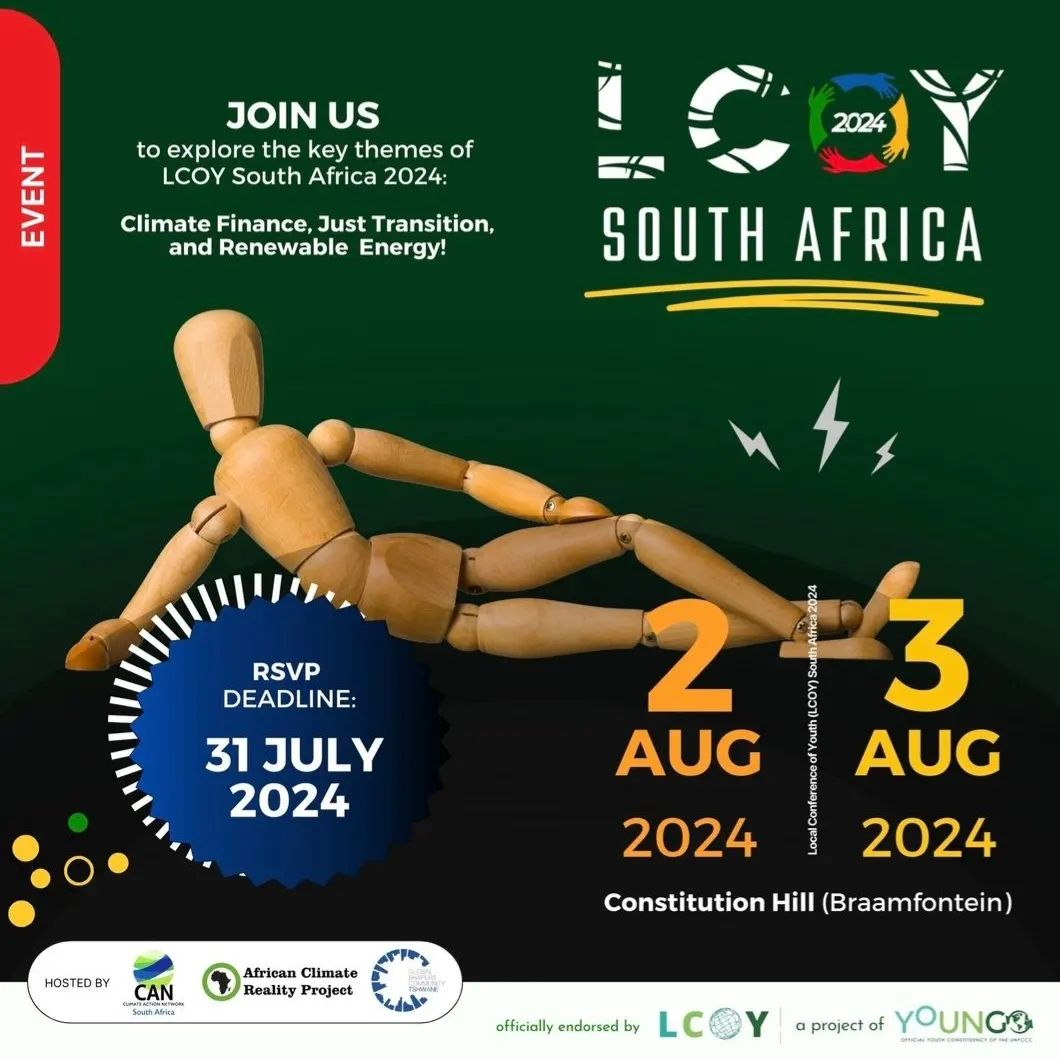 EVENT
JOIN US
to explore the key themes of
LCOY South Africa 2024:
Climate Finance, Just Transition,
and Renewable Energy!
LCOY
2024
SOUTH AFRICA
RSVP
DEADLINE:
31 JULY
2024
2
AUG
2024
Local Conference of Youth (LCOY) South Africa 2024
3
AUG
2024
Constitution Hill (Braamfontein)
HOSTED BY
CAN
CLIMATE ACTION NETWORK
South Africa
African Climate
Reality Project
GLOBAL
SHAPERS
COMMUNITY
TSHWANE
officially endorsed by
LCOY
a project of
YOUNGO
OFFICIAL YOUTH CONSTITUENCY OF THE UNFCCC